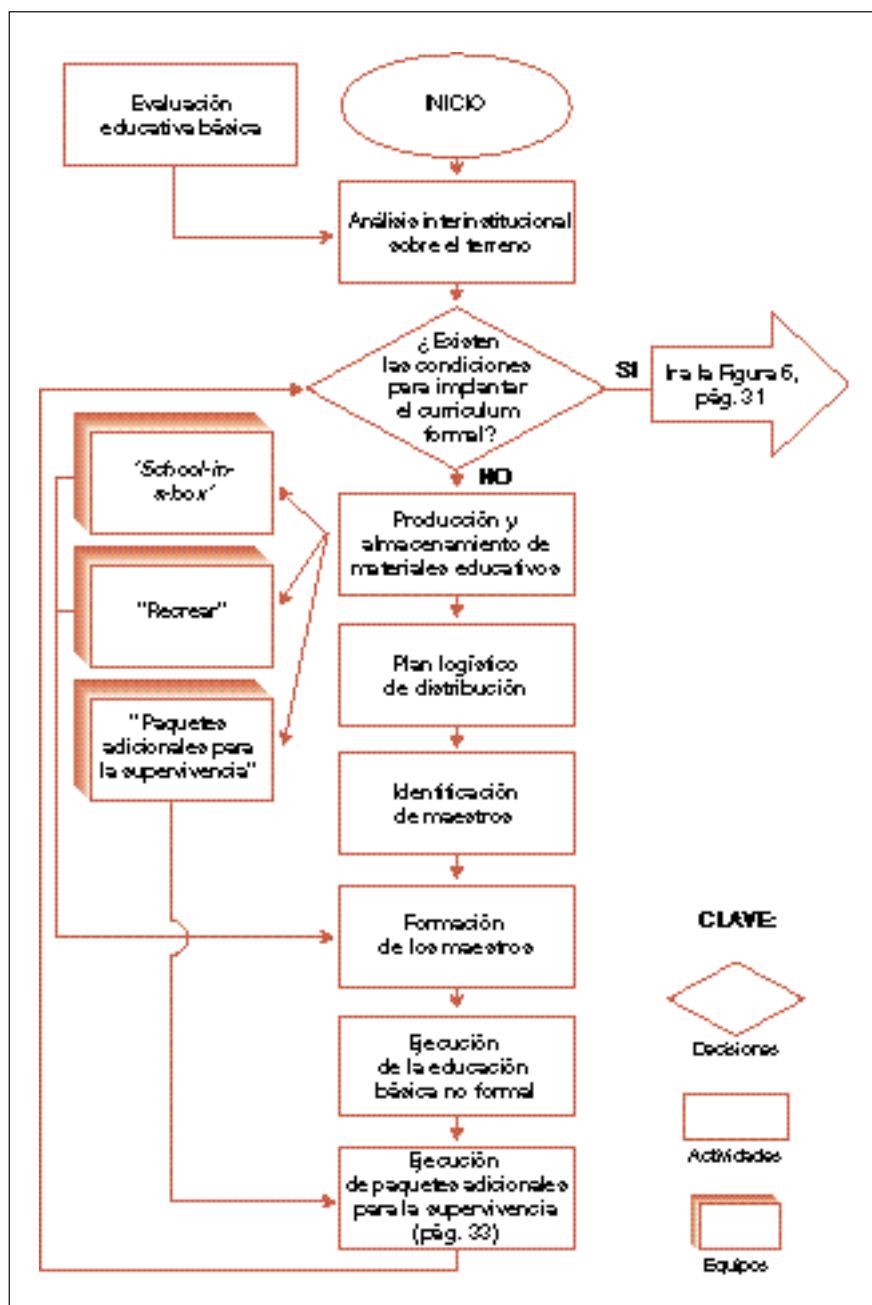 Evaluación
educativa básica
INICIO
Análisis interinstitucional
sobre el terreno
¿Existen
las condiciones
para implantar
el curriculum
formal?
SI
Ir a la Figura 6,
pág. 31
NO
'School-in-
a-box'
"Recrear"
"Paquetes
adicionales para
la supervivencia"
Producción y
almacenamiento de
materiales educativos
Plan logístico
de distribución
Identificación
de maestros
Formación
de los maestros
Ejecución
de la educación
básica no formal
Ejecución
de paquetes adicionales
para la supervivencia
(pág. 33)
CLAVE:
Decisiones
Actividades
Equipos